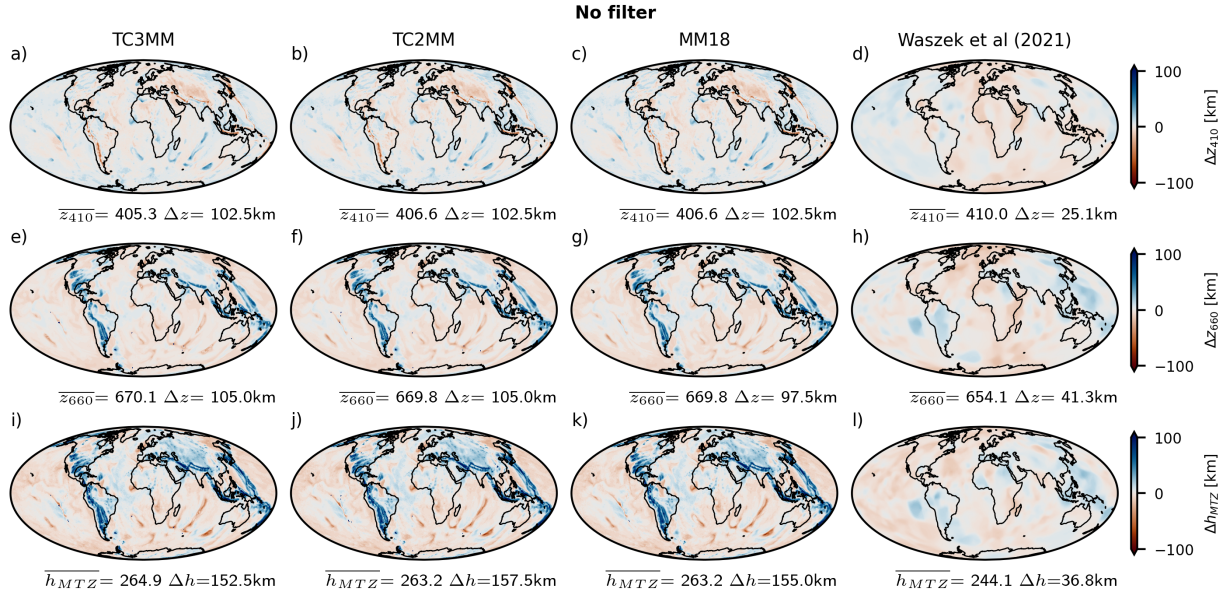 No filter
TC3MM TC2MM MM18 Waszek et al (2021)
a) b) c) d)
100
0
−100
Δz410 [km]
z410= 405.3 Δz= 102.5km z410= 406.6 Δz= 102.5km z410= 406.6 Δz= 102.5km z410= 410.0 Δz= 25.1km
e) f) g) h)
100
0
−100
Δz660 [km]
z660= 670.1 Δz= 105.0km z660= 669.8 Δz= 105.0km z660= 669.8 Δz= 97.5km z660= 654.1 Δz= 41.3km
i) j) k) l)
100
0
−100
ΔhMTZ [km]
hMTZ= 264.9 Δh=152.5km hMTZ= 263.2 Δh=157.5km hMTZ= 263.2 Δh=155.0km hMTZ= 244.1 Δh=36.8km